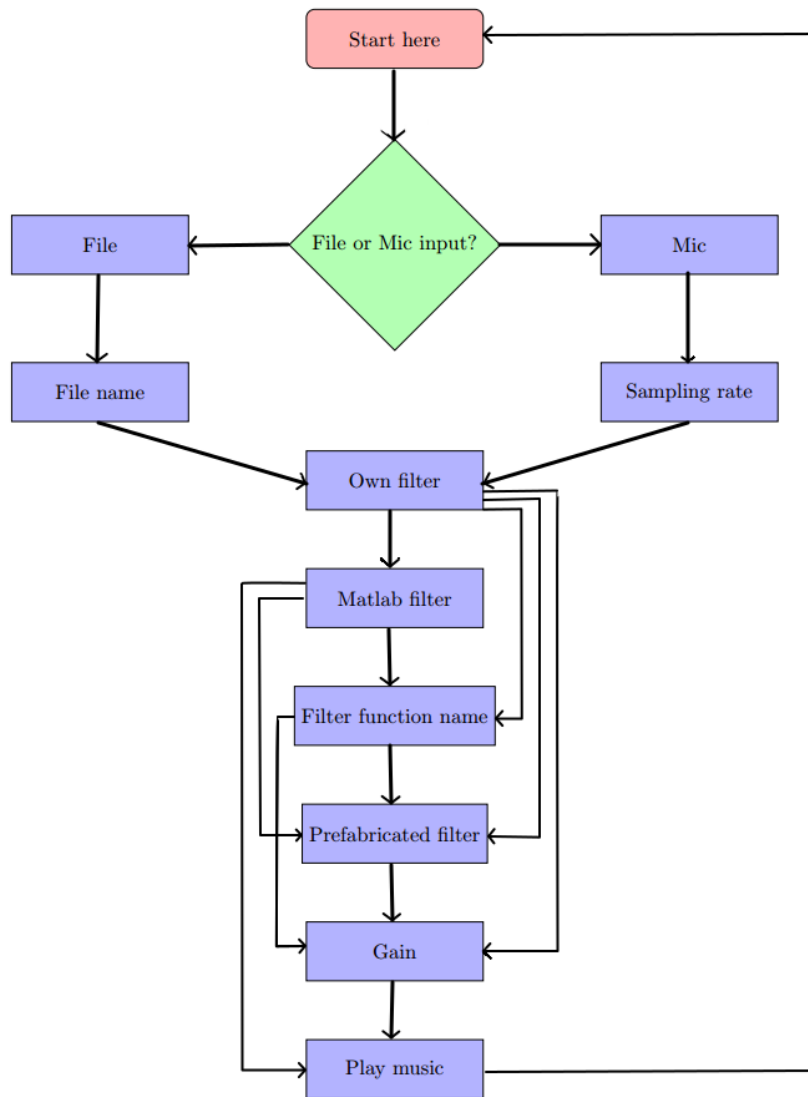 Start here
File or Mic input?
File
Mic
File name
Sampling rate
Own filter
Matlab filter
Filter function name
Prefabricated filter
Gain
Play music